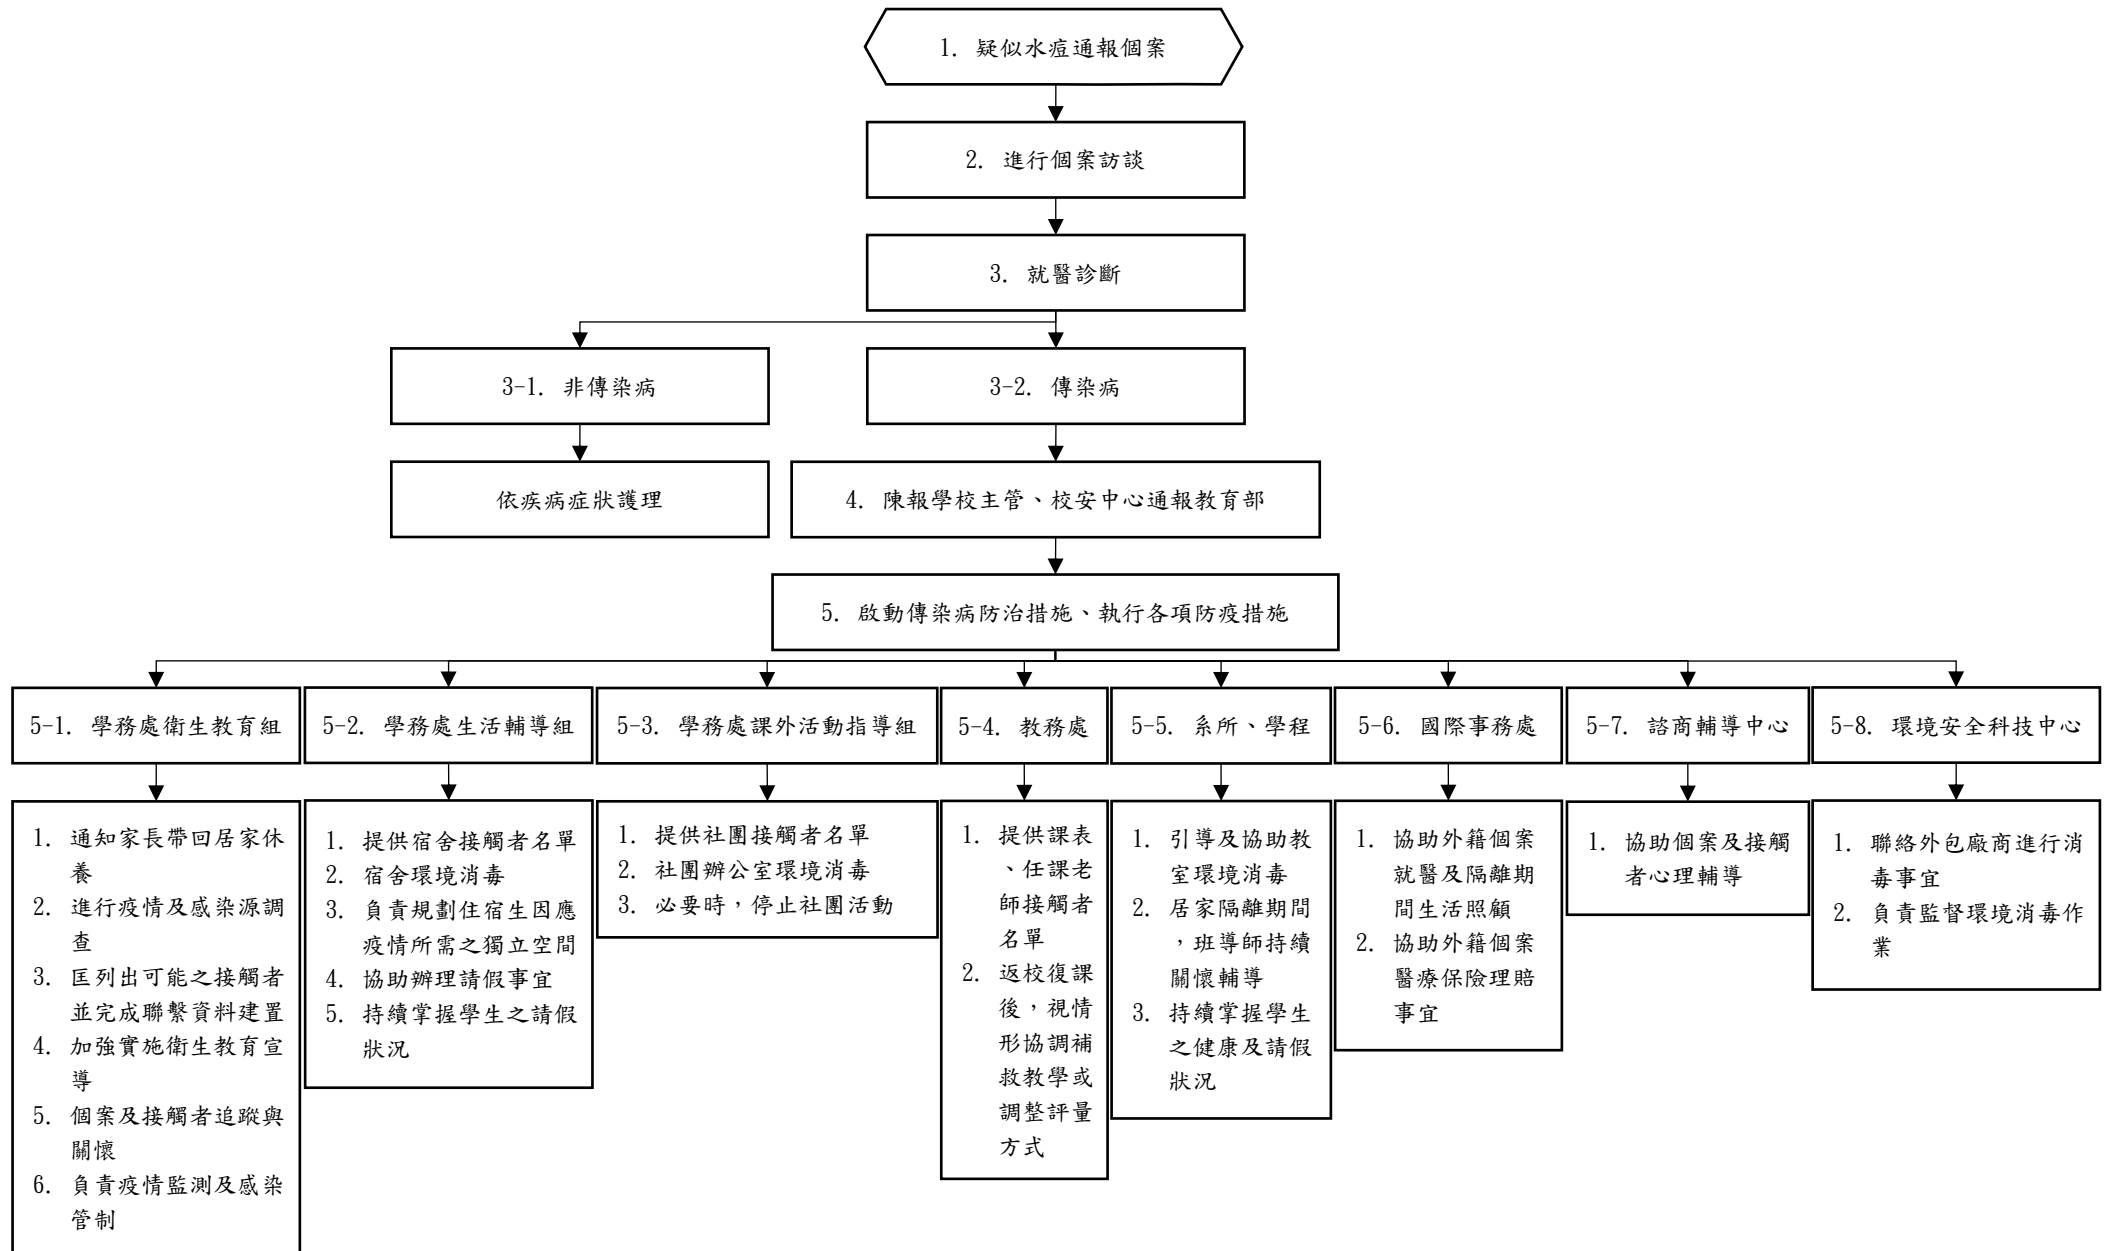 1. 疑似水痘通報個案
2. 進行個案訪談
3. 就醫診斷
3-1. 非傳染病
3-2. 傳染病
依疾病症狀護理
4. 陳報學校主管、校安中心通報教育部
5. 啟動傳染病防治措施、執行各項防疫措施
5-1. 學務處衛生教育組
5-2. 學務處生活輔導組
5-3. 學務處課外活動指導組
5-4. 教務處
5-5. 系所、學程
5-6. 國際事務處
5-7. 諮商輔導中心
5-8. 環境安全科技中心
1. 通知家長帶回居家休
養
2. 進行疫情及感染源調
查
3. 匡列出可能之接觸者
並完成聯繫資料建置
4. 加強實施衛生教育宣
導
5. 個案及接觸者追蹤與
關懷
6. 負責疫情監測及感染
管制
1. 提供宿舍接觸者名單
2. 宿舍環境消毒
3. 負責規劃住宿生因應
疫情所需之獨立空間
4. 協助辦理請假事宜
5. 持續掌握學生之請假
狀況
1. 提供社團接觸者名單
2. 社團辦公室環境消毒
3. 必要時，停止社團活動
1. 提供課表
、任課老
師接觸者
名單
2. 返校復課
後，視情
形協調補
救教學或
調整評量
方式
1. 引導及協助教
室環境消毒
2. 居家隔離期間
，班導師持續
關懷輔導
3. 持續掌握學生
之健康及請假
狀況
1. 協助外籍個案
就醫及隔離期
間生活照顧
2. 協助外籍個案
醫療保險理賠
事宜
1. 協助個案及接觸
者心理輔導
1. 聯絡外包廠商進行消
毒事宜
2. 負責監督環境消毒作
業